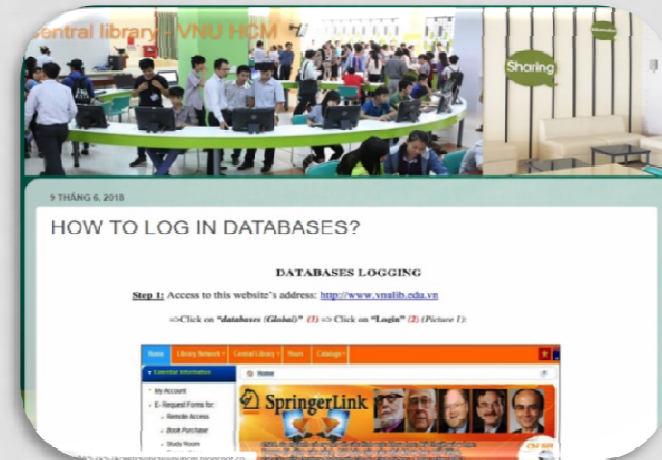 Central library - VNU HCM
Sharing
9 THÁNG 6, 2018
HOW TO LOG IN DATABASES?
DATABASES LOGGING
Step 1: Access to this website's address: http://www.vnulib.edu.vn
=>Click on "databases (Global)" (1) => Click on "Login" (2) (Picture 1):
Home Library Network Central Library Hours Catalogs
Essential Information
Home
My Account
E- Requested Forms for:
Remote Access
Book Purchase
Study Room
SpringerLink